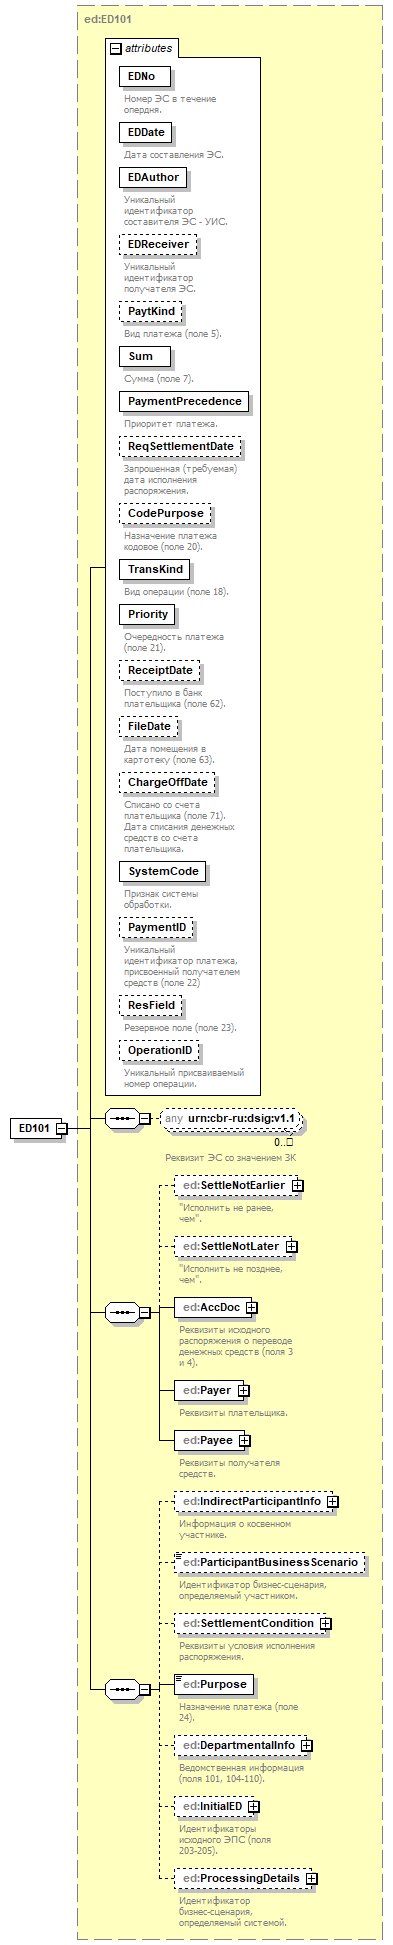 ed:ED101
attributes
EDNo
Номер ЭС в течение
опердня.
EDDate
Дата составления ЭС.
EDAuthor
Уникальный
идентификатор
составителя ЭС - УИС.
EDReceiver
Уникальный
идентификатор
получателя ЭС.
PaytKind
Вид платежа (поле 5).
Sum
Сумма (поле 7).
PaymentPrecedence
Приоритет платежа.
ReqSettlementDate
Запрошенная (требуемая)
дата исполнения
распоряжения.
CodePurpose
Назначение платежа
кодовое (поле 20).
TransKind
Вид операции (поле 18).
Priority
Очередность платежа
(поле 21).
ReceiptDate
Поступило в банк
плательщика (поле 62).
FileDate
Дата помещения в
картотеку (поле 63).
ChargeOffDate
Списано со счета
плательщика (поле 71).
Дата списания денежных
средств со счета
плательщика.
SystemCode
Признак системы
обработки.
PaymentID
Уникальный
идентификатор платежа,
присвоенный получателем
средств (поле 22)
ResField
Резервное поле (поле 23).
OperationID
Уникальный присваиваемый
номер операции.
ED101
any urn:cbr-ru:dsig:v1.1
0..
Реквизит ЭС со значением ЗК
ed:SettleNotEarlier
"Исполнить не ранее,
чем".
ed:SettleNotLater
"Исполнить не позднее,
чем".
ed:AccDoc
Реквизиты исходного
распоряжения о переводе
денежных средств (поля 3
и 4).
ed:Payer
Реквизиты плательщика.
ed:Payee
Реквизиты получателя
средств.
ed:IndirectParticipantInfo
Информация о косвенном
участнике.
ed:ParticipantBusinessScenario
Идентификатор бизнес-сценария,
определяемый участником.
ed:SettlementCondition
Реквизиты условия исполнения
распоряжения.
ed:Purpose
Назначение платежа (поле
24).
ed:DepartmentalInfo
Ведомственная информация
(поля 101, 104-110).
ed:InitialED
Идентификаторы
исходного ЭПС (поля
203-205).
ed:ProcessingDetails
Идентификатор
бизнес-сценария,
определяемый системой.